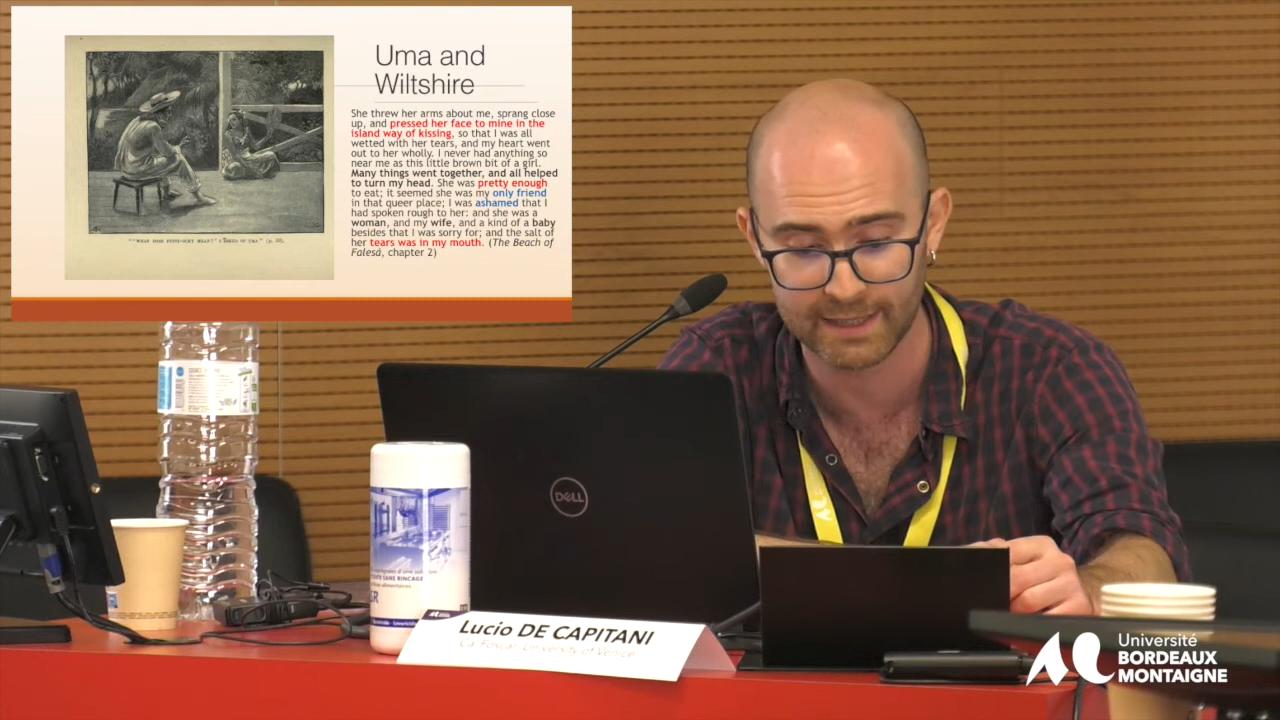 Uma and
Wiltshire
She threw her arms about me, sprang close
up, and pressed her face to mine in the
island way of kissing, so that I was all
wetted with her tears, and my heart went
out to her wholly. I never had anything so
near me as this little brown bit of a girl.
Many things went together, and all helped
to turn my head. She was pretty enough
to eat; it seemed she was my only friend
in that queer place; I was ashamed that I
had spoken rough to her: and she was a
woman, and my wife, and a kind of a baby
besides that I was sorry for; and the salt of
her tears was in my mouth. (The Beach of
Falesá, chapter 2)
DELL
SANS RINCAGE
alimentaires
Lucio DE CAPITANI
Ca' Foscari University of Venice
Université
BORDEAUX
MONTAIGNE